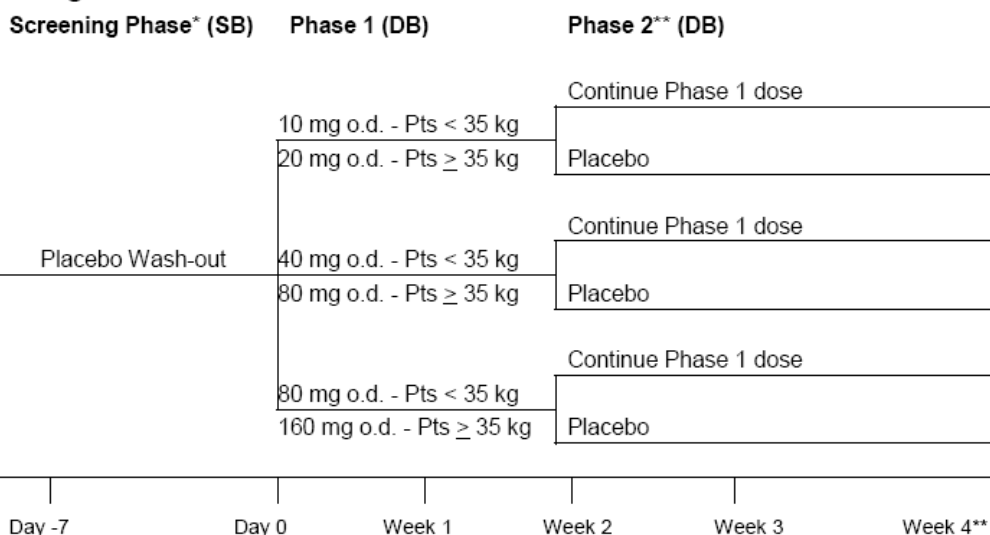 Screening Phase* (SB) Phase 1 (DB) Phase 2** (DB)
Continue Phase 1 dose
10 mg o.d. - Pts < 35 kg
20 mg o.d. - Pts ≥ 35 kg Placebo
Continue Phase 1 dose
Placebo Wash-out 40 mg o.d. - Pts < 35 kg
80 mg o.d. - Pts ≥ 35 kg Placebo
Continue Phase 1 dose
80 mg o.d. - Pts < 35 kg
160 mg o.d. - Pts ≥ 35 kg Placebo
Day -7 Day 0 Week 1 Week 2 Week 3 Week 4**